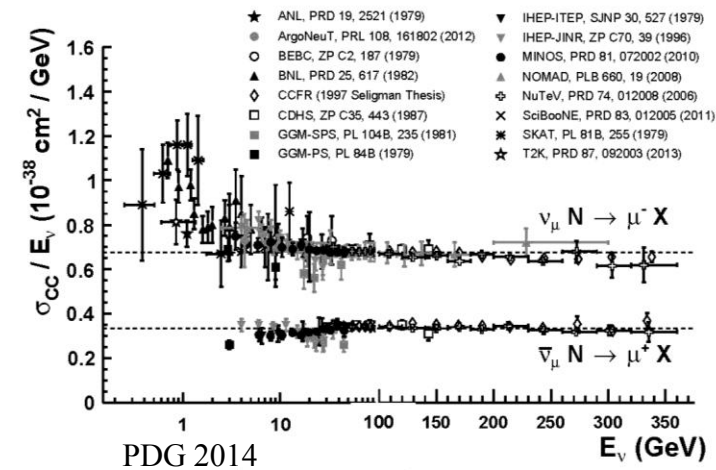 ANL, PRD 19, 2521 (1979)
ArgoNeuT, PRL 108, 161802 (2012)
BEBC, ZP C2, 187 (1979)
BNL, PRD 25, 617 (1982)
CCFR (1997 Seligman Thesis)
CDHS, ZP C35, 443 (1987)
GGM-SPS, PL 104B, 235 (1981)
GGM-PS, PL 84B (1979)
IHEP-ITEP, SJNP 30, 527 (1979)
IHEP-JINR, ZP C70, 39 (1996)
MINOS, PRD 81, 072002 (2010)
NOMAD, PLB 660, 19 (2008)
NuTeV, PRD 74, 012008 (2006)
SciBooNE, PRD 83, 012005 (2011)
SKAT, PL 81B, 255 (1979)
T2K, PRD 87, 092003 (2013)
σ_CC / E_ν (10^-38 cm² / GeV)
1.6
1.4
1.2
1
0.8
0.6
0.4
0.2
0
ν_μ N → μ^- X
ν̄_μ N → μ^+ X
1 10 100 150 200 250 300 350
E_ν (GeV)
PDG 2014